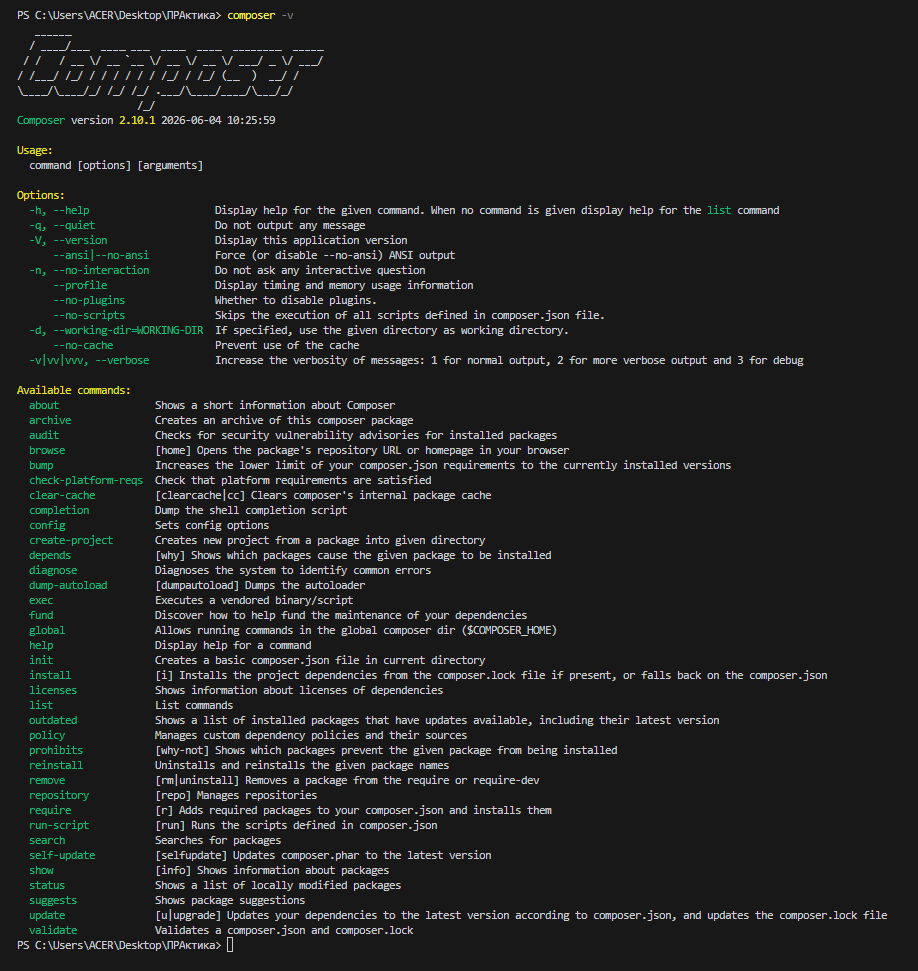 PS C:\Users\ACER\Desktop\ПРАктика> composer -v
   ______
  / ____/___  ____ ___  ____  ____  ________  _____
 / /   / __ \/ __ `__ \/ __ \/ __ \/ ___/ _ \/ ___/
/ /___/ /_/ / / / / / / /_/ / /_/ (__  )  __/ /
\____/\____/_/ /_/ /_/ .___/\____/____/\___/_/
                    /_/
Composer version 2.10.1 2026-06-04 10:25:59

Usage:
  command [options] [arguments]

Options:
  -h, --help                     Display help for the given command. When no command is given display help for the list command
  -q, --quiet                    Do not output any message
  -V, --version                  Display this application version
      --ansi|--no-ansi           Force (or disable --no-ansi) ANSI output
  -n, --no-interaction           Do not ask any interactive question
      --profile                  Display timing and memory usage information
      --no-plugins               Whether to disable plugins.
      --no-scripts               Skips the execution of all scripts defined in composer.json file.
  -d, --working-dir=WORKING-DIR  If specified, use the given directory as working directory.
      --no-cache                 Prevent use of the cache
  -v|vv|vvv, --verbose           Increase the verbosity of messages: 1 for normal output, 2 for more verbose output and 3 for debug

Available commands:
  about                Shows a short information about Composer
  archive              Creates an archive of this composer package
  audit                Checks for security vulnerability advisories for installed packages
  browse               [home] Opens the package's repository URL or homepage in your browser
  bump                 Increases the lower limit of your composer.json requirements to the currently installed versions
  check-platform-reqs  Check that platform requirements are satisfied
  clear-cache          [clearcache|cc] Clears composer's internal package cache
  completion           Dump the shell completion script
  config               Sets config options
  create-project       Creates new project from a package into given directory
  depends              [why] Shows which packages cause the given package to be installed
  diagnose             Diagnoses the system to identify common errors
  dump-autoload        [dumpautoload] Dumps the autoloader
  exec                 Executes a vendored binary/script
  fund                 Discover how to help fund the maintenance of your dependencies
  global               Allows running commands in the global composer dir ($COMPOSER_HOME)
  help                 Display help for a command
  init                 Creates a basic composer.json file in current directory
  install              [i] Installs the project dependencies from the composer.lock file if present, or falls back on the composer.json
  licenses             Shows information about licenses of dependencies
  list                 List commands
  outdated             Shows a list of installed packages that have updates available, including their latest version
  policy               Manages custom dependency policies and their sources
  prohibits            [why-not] Shows which packages prevent the given package from being installed
  reinstall            Uninstalls and reinstalls the given package names
  remove               [rm|uninstall] Removes a package from the require or require-dev
  repository           [repo] Manages repositories
  require              [r] Adds required packages to your composer.json and installs them
  run-script           [run] Runs the scripts defined in composer.json
  search               Searches for packages
  self-update          [selfupdate] Updates composer.phar to the latest version
  show                 [info] Shows information about packages
  status               Shows a list of locally modified packages
  suggests             Shows package suggestions
  update               [u|upgrade] Updates your dependencies to the latest version according to composer.json, and updates the composer.lock file
  validate             Validates a composer.json and composer.lock
PS C:\Users\ACER\Desktop\ПРАктика>